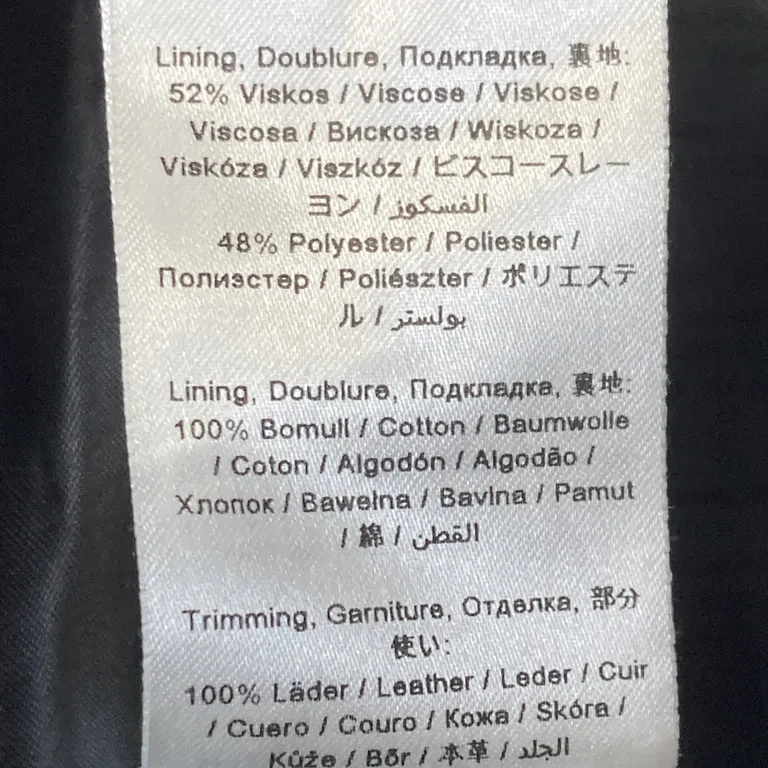 Lining, Doublure, Подкладка, 裏地:
52% Viskos / Viscose / Viskose /
Viscosa / Вискоза / Wiskoza /
Viskóza / Viszkóz / ビスコースレー
ヨン / الفسكوز
48% Polyester / Poliester /
Полиэстер / Poliészter / ポリエステ
ル / بولستر
Lining, Doublure, Подкладка, 裏地:
100% Bomull / Cotton / Baumwolle
/ Coton / Algodón / Algodão /
Хлопок / Bawełna / Bavlna / Pamut
/ 綿 / القطن
Trimming, Garniture, Отделка, 部分
使い:
100% Läder / Leather / Leder / Cuir
/ Cuero / Couro / Кожа / Skóra /
Kůže / Bőr / 本革 / الجلد